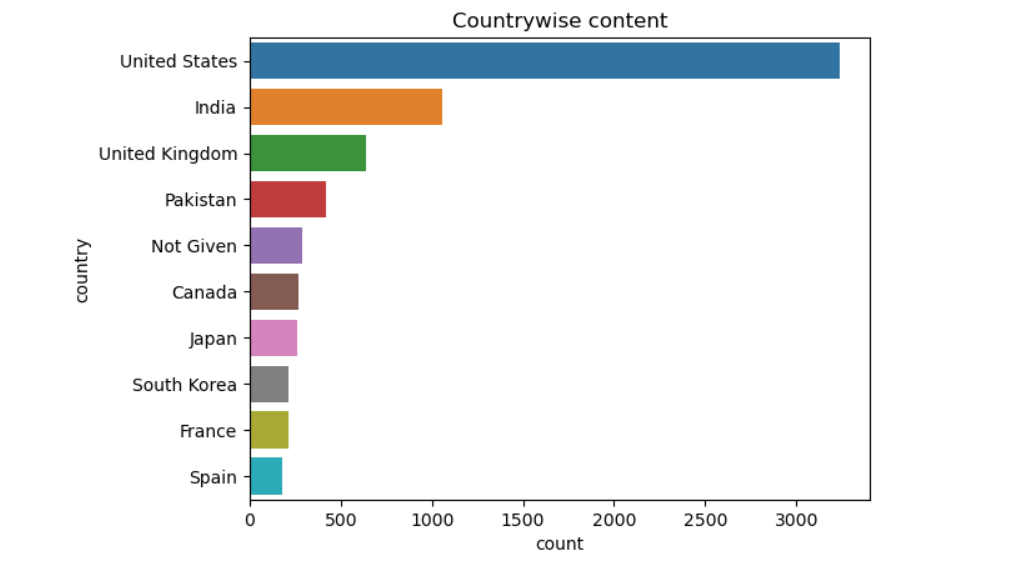 Countrywise content
United States
India
United Kingdom
Pakistan
Not Given
Canada
Japan
South Korea
France
Spain
country
0 500 1000 1500 2000 2500 3000
count